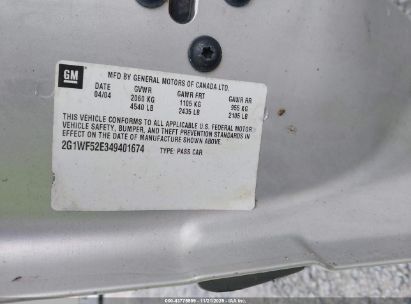 GM
MFD BY GENERAL MOTORS OF CANADA LTD.
DATE GVWR GAWR FRT GAWR RR
04/04 2060 KG 1105 KG 955 KG
4540 LB 2435 LB 2105 LB
THIS VEHICLE CONFORMS TO ALL APPLICABLE U.S. FEDERAL MOTOR
VEHICLE SAFETY, BUMPER, AND THEFT PREVENTION STANDARDS IN
EFFECT ON THE DATE OF MANUFACTURE SHOWN ABOVE.
2G1WF52E349401674 TYPE: PASS CAR